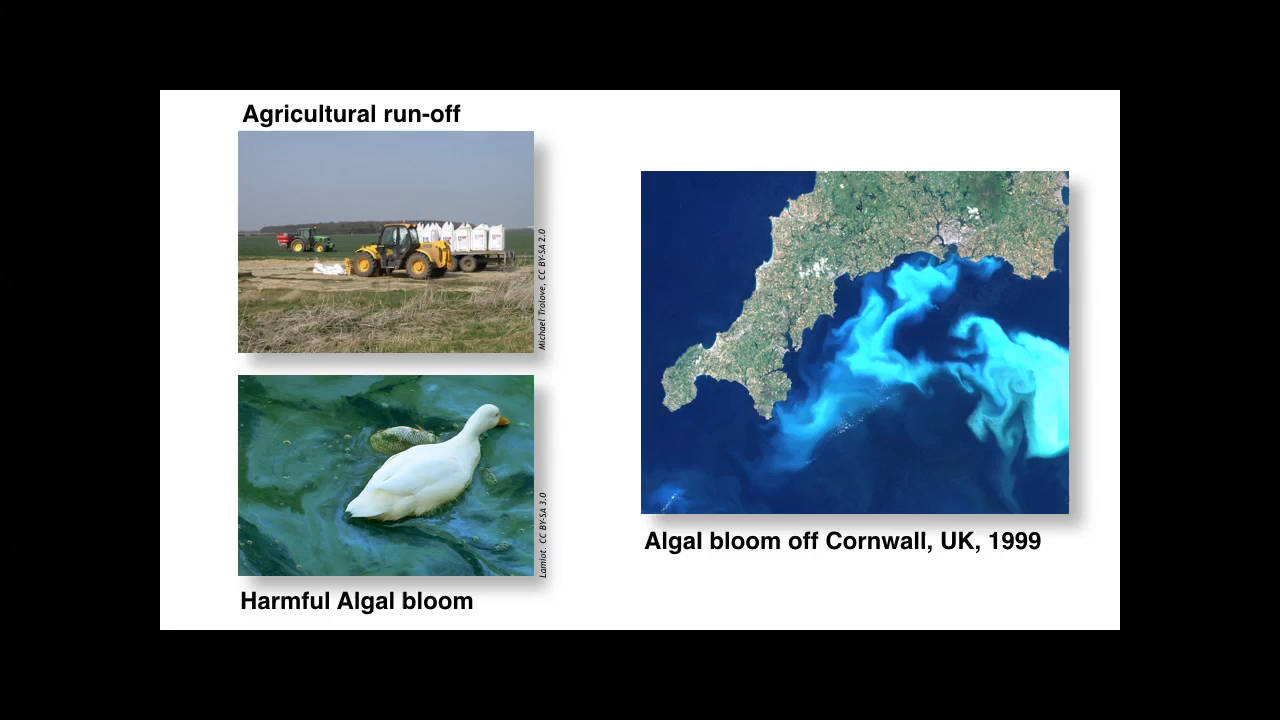 Agricultural run-off
Michael Trolove, CC BY-SA 2.0
Lamiot, CC BY-SA 3.0
Harmful Algal bloom
Algal bloom off Cornwall, UK, 1999